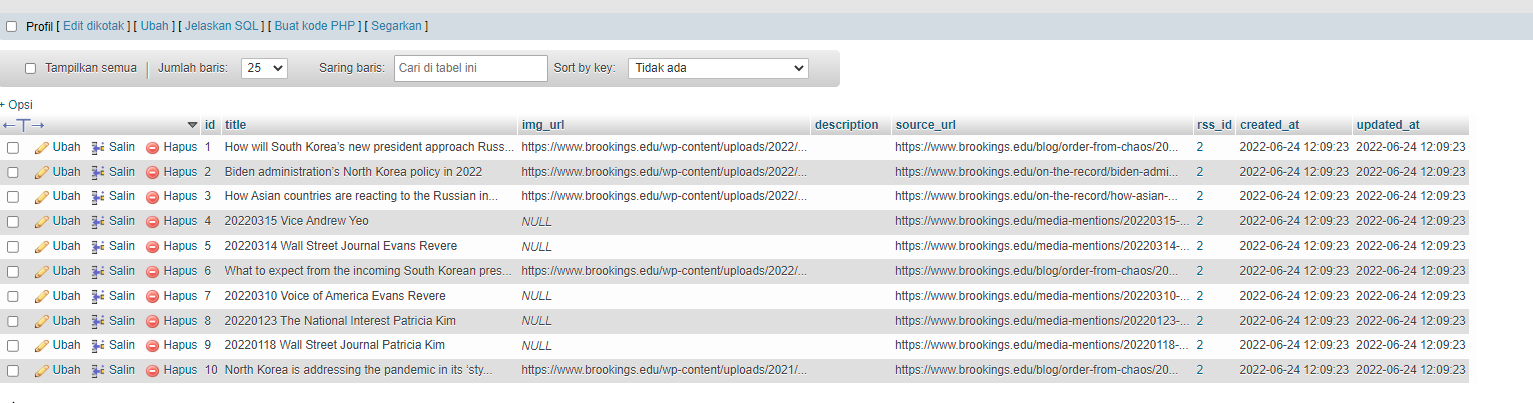 Profil [ Edit dikotak ] [ Ubah ] [ Jelaskan SQL ] [ Buat kode PHP ] [ Segarkan ]
Tampilkan semua | Jumlah baris: 25 Saring baris: Cari di tabel ini Sort by key: Tidak ada
+ Opsi
←T→ id title img_url description source_url rss_id created_at updated_at
Ubah Salin Hapus 1 How will South Korea’s new president approach Russ... https://www.brookings.edu/wp-content/uploads/2022/... https://www.brookings.edu/blog/order-from-chaos/20... 2 2022-06-24 12:09:23 2022-06-24 12:09:23
Ubah Salin Hapus 2 Biden administration’s North Korea policy in 2022 https://www.brookings.edu/wp-content/uploads/2022/... https://www.brookings.edu/on-the-record/biden-admi... 2 2022-06-24 12:09:23 2022-06-24 12:09:23
Ubah Salin Hapus 3 How Asian countries are reacting to the Russian in... https://www.brookings.edu/wp-content/uploads/2022/... https://www.brookings.edu/on-the-record/how-asian-... 2 2022-06-24 12:09:23 2022-06-24 12:09:23
Ubah Salin Hapus 4 20220315 Vice Andrew Yeo NULL https://www.brookings.edu/media-mentions/20220315-... 2 2022-06-24 12:09:23 2022-06-24 12:09:23
Ubah Salin Hapus 5 20220314 Wall Street Journal Evans Revere NULL https://www.brookings.edu/media-mentions/20220314-... 2 2022-06-24 12:09:23 2022-06-24 12:09:23
Ubah Salin Hapus 6 What to expect from the incoming South Korean pres... https://www.brookings.edu/wp-content/uploads/2022/... https://www.brookings.edu/blog/order-from-chaos/20... 2 2022-06-24 12:09:23 2022-06-24 12:09:23
Ubah Salin Hapus 7 20220310 Voice of America Evans Revere NULL https://www.brookings.edu/media-mentions/20220310-... 2 2022-06-24 12:09:23 2022-06-24 12:09:23
Ubah Salin Hapus 8 20220123 The National Interest Patricia Kim NULL https://www.brookings.edu/media-mentions/20220123-... 2 2022-06-24 12:09:23 2022-06-24 12:09:23
Ubah Salin Hapus 9 20220118 Wall Street Journal Patricia Kim NULL https://www.brookings.edu/media-mentions/20220118-... 2 2022-06-24 12:09:23 2022-06-24 12:09:23
Ubah Salin Hapus 10 North Korea is addressing the pandemic in its ‘sty... https://www.brookings.edu/wp-content/uploads/2021/... https://www.brookings.edu/blog/order-from-chaos/20... 2 2022-06-24 12:09:23 2022-06-24 12:09:23